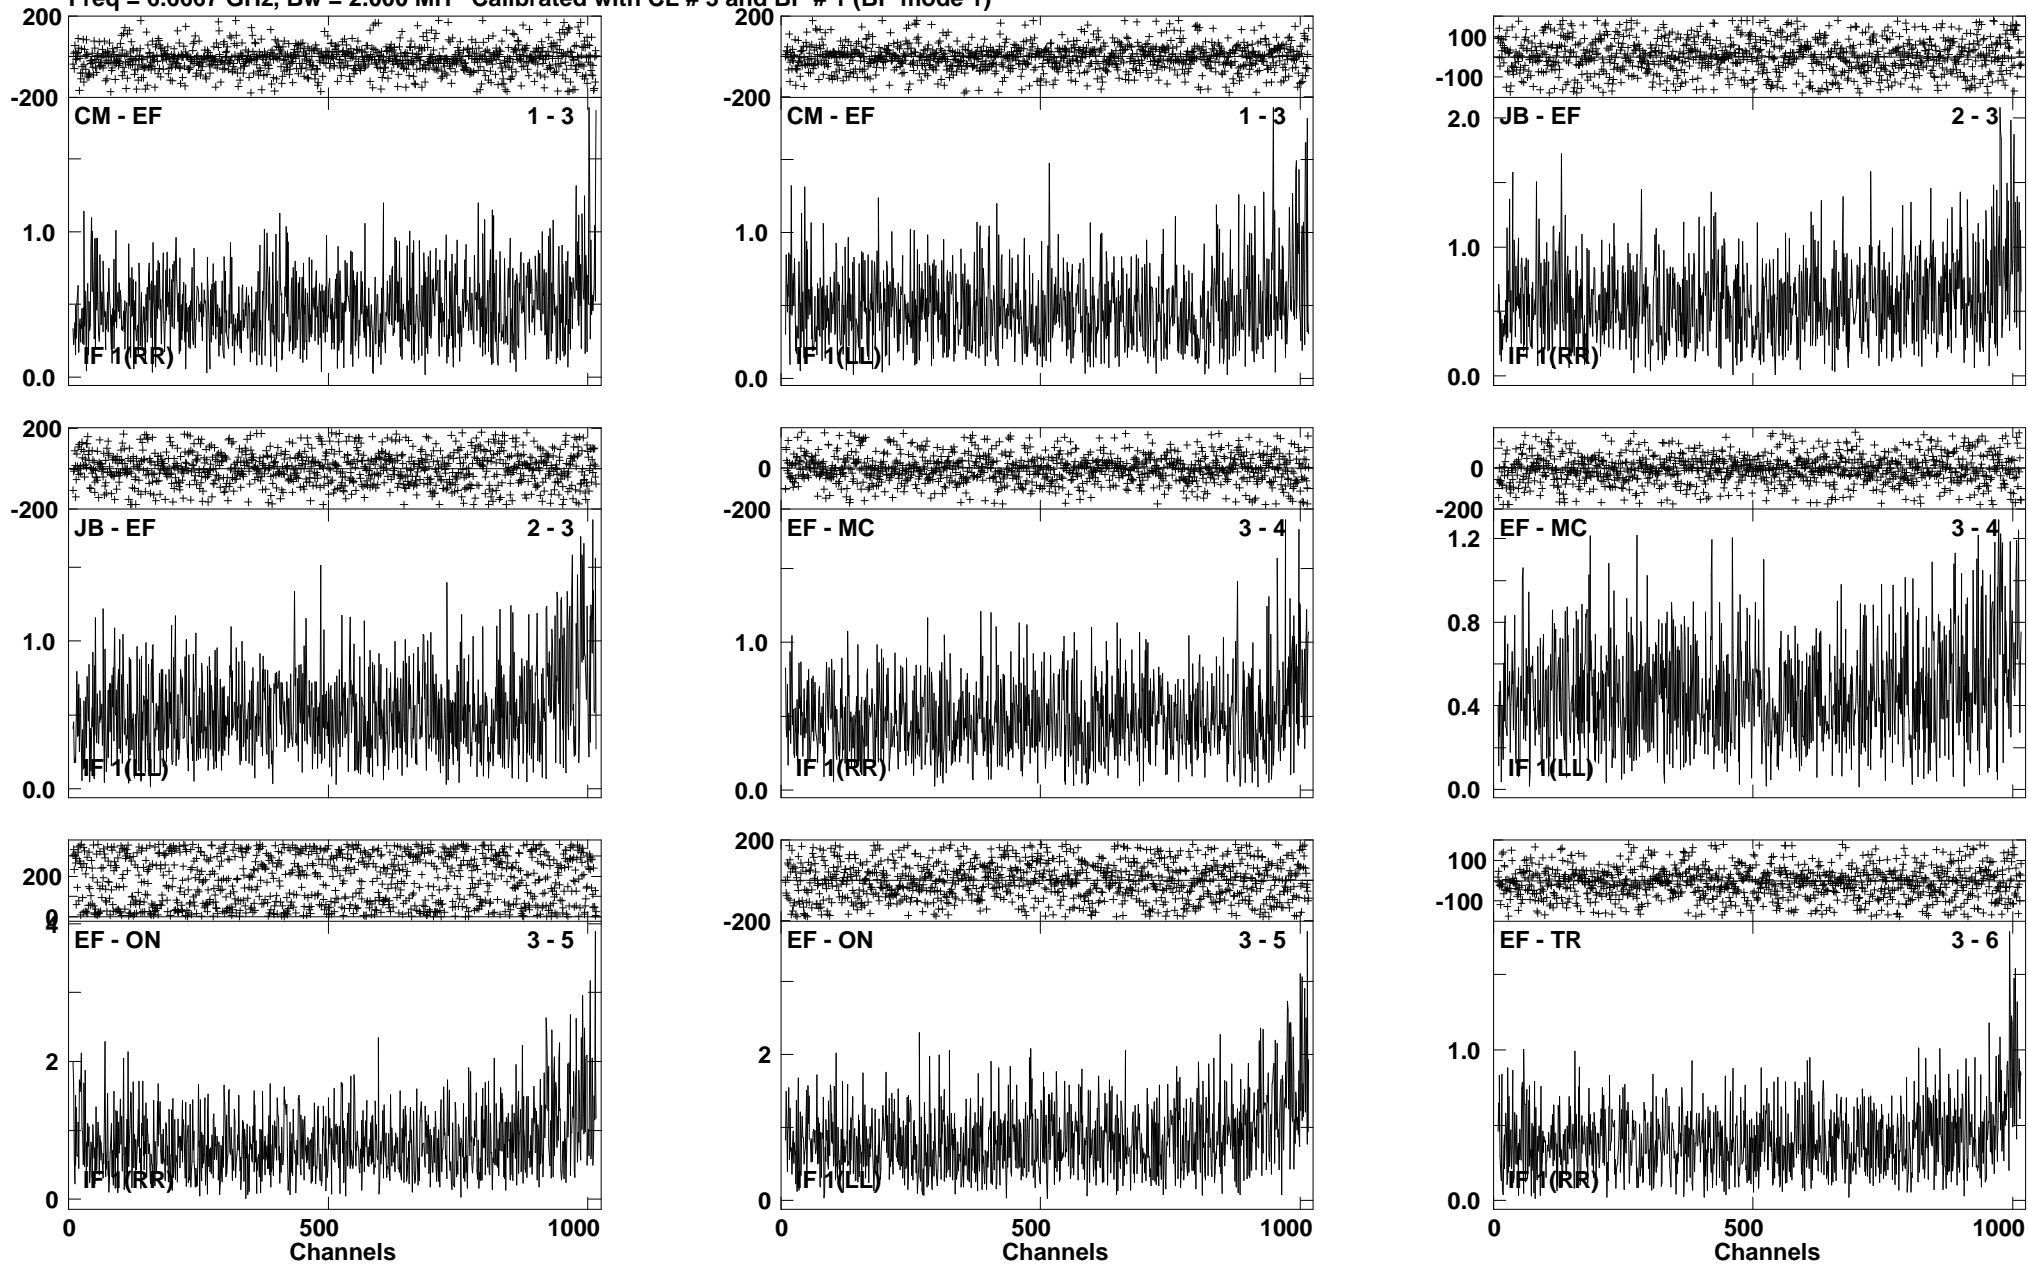 Freq = 6.6667 GHz, Bw = 2.000 MH Calibrated with CL # 3 and BP # 1 (BP mode 1)
200
-200
CM - EF 1 - 3
1.0
0.0
IF 1(RR)
200
-200
CM - EF 1 - 3
1.0
0.0
IF 1(LL)
100
-100
2.0
JB - EF 2 - 3
1.0
0.0
IF 1(RR)
200
-200
JB - EF 2 - 3
1.0
0.0
IF 1(LL)
0
-200
EF - MC 3 - 4
1.0
0.0
IF 1(RR)
0
-200
EF - MC 3 - 4
1.2
0.8
0.4
0.0
IF 1(LL)
200
0
4
EF - ON 3 - 5
2
0
IF 1(RR)
0 500 1000
Channels
200
-200
EF - ON 3 - 5
2
0
IF 1(LL)
0 500 1000
Channels
100
-100
EF - TR 3 - 6
1.0
0.0
IF 1(RR)
0 500 1000
Channels